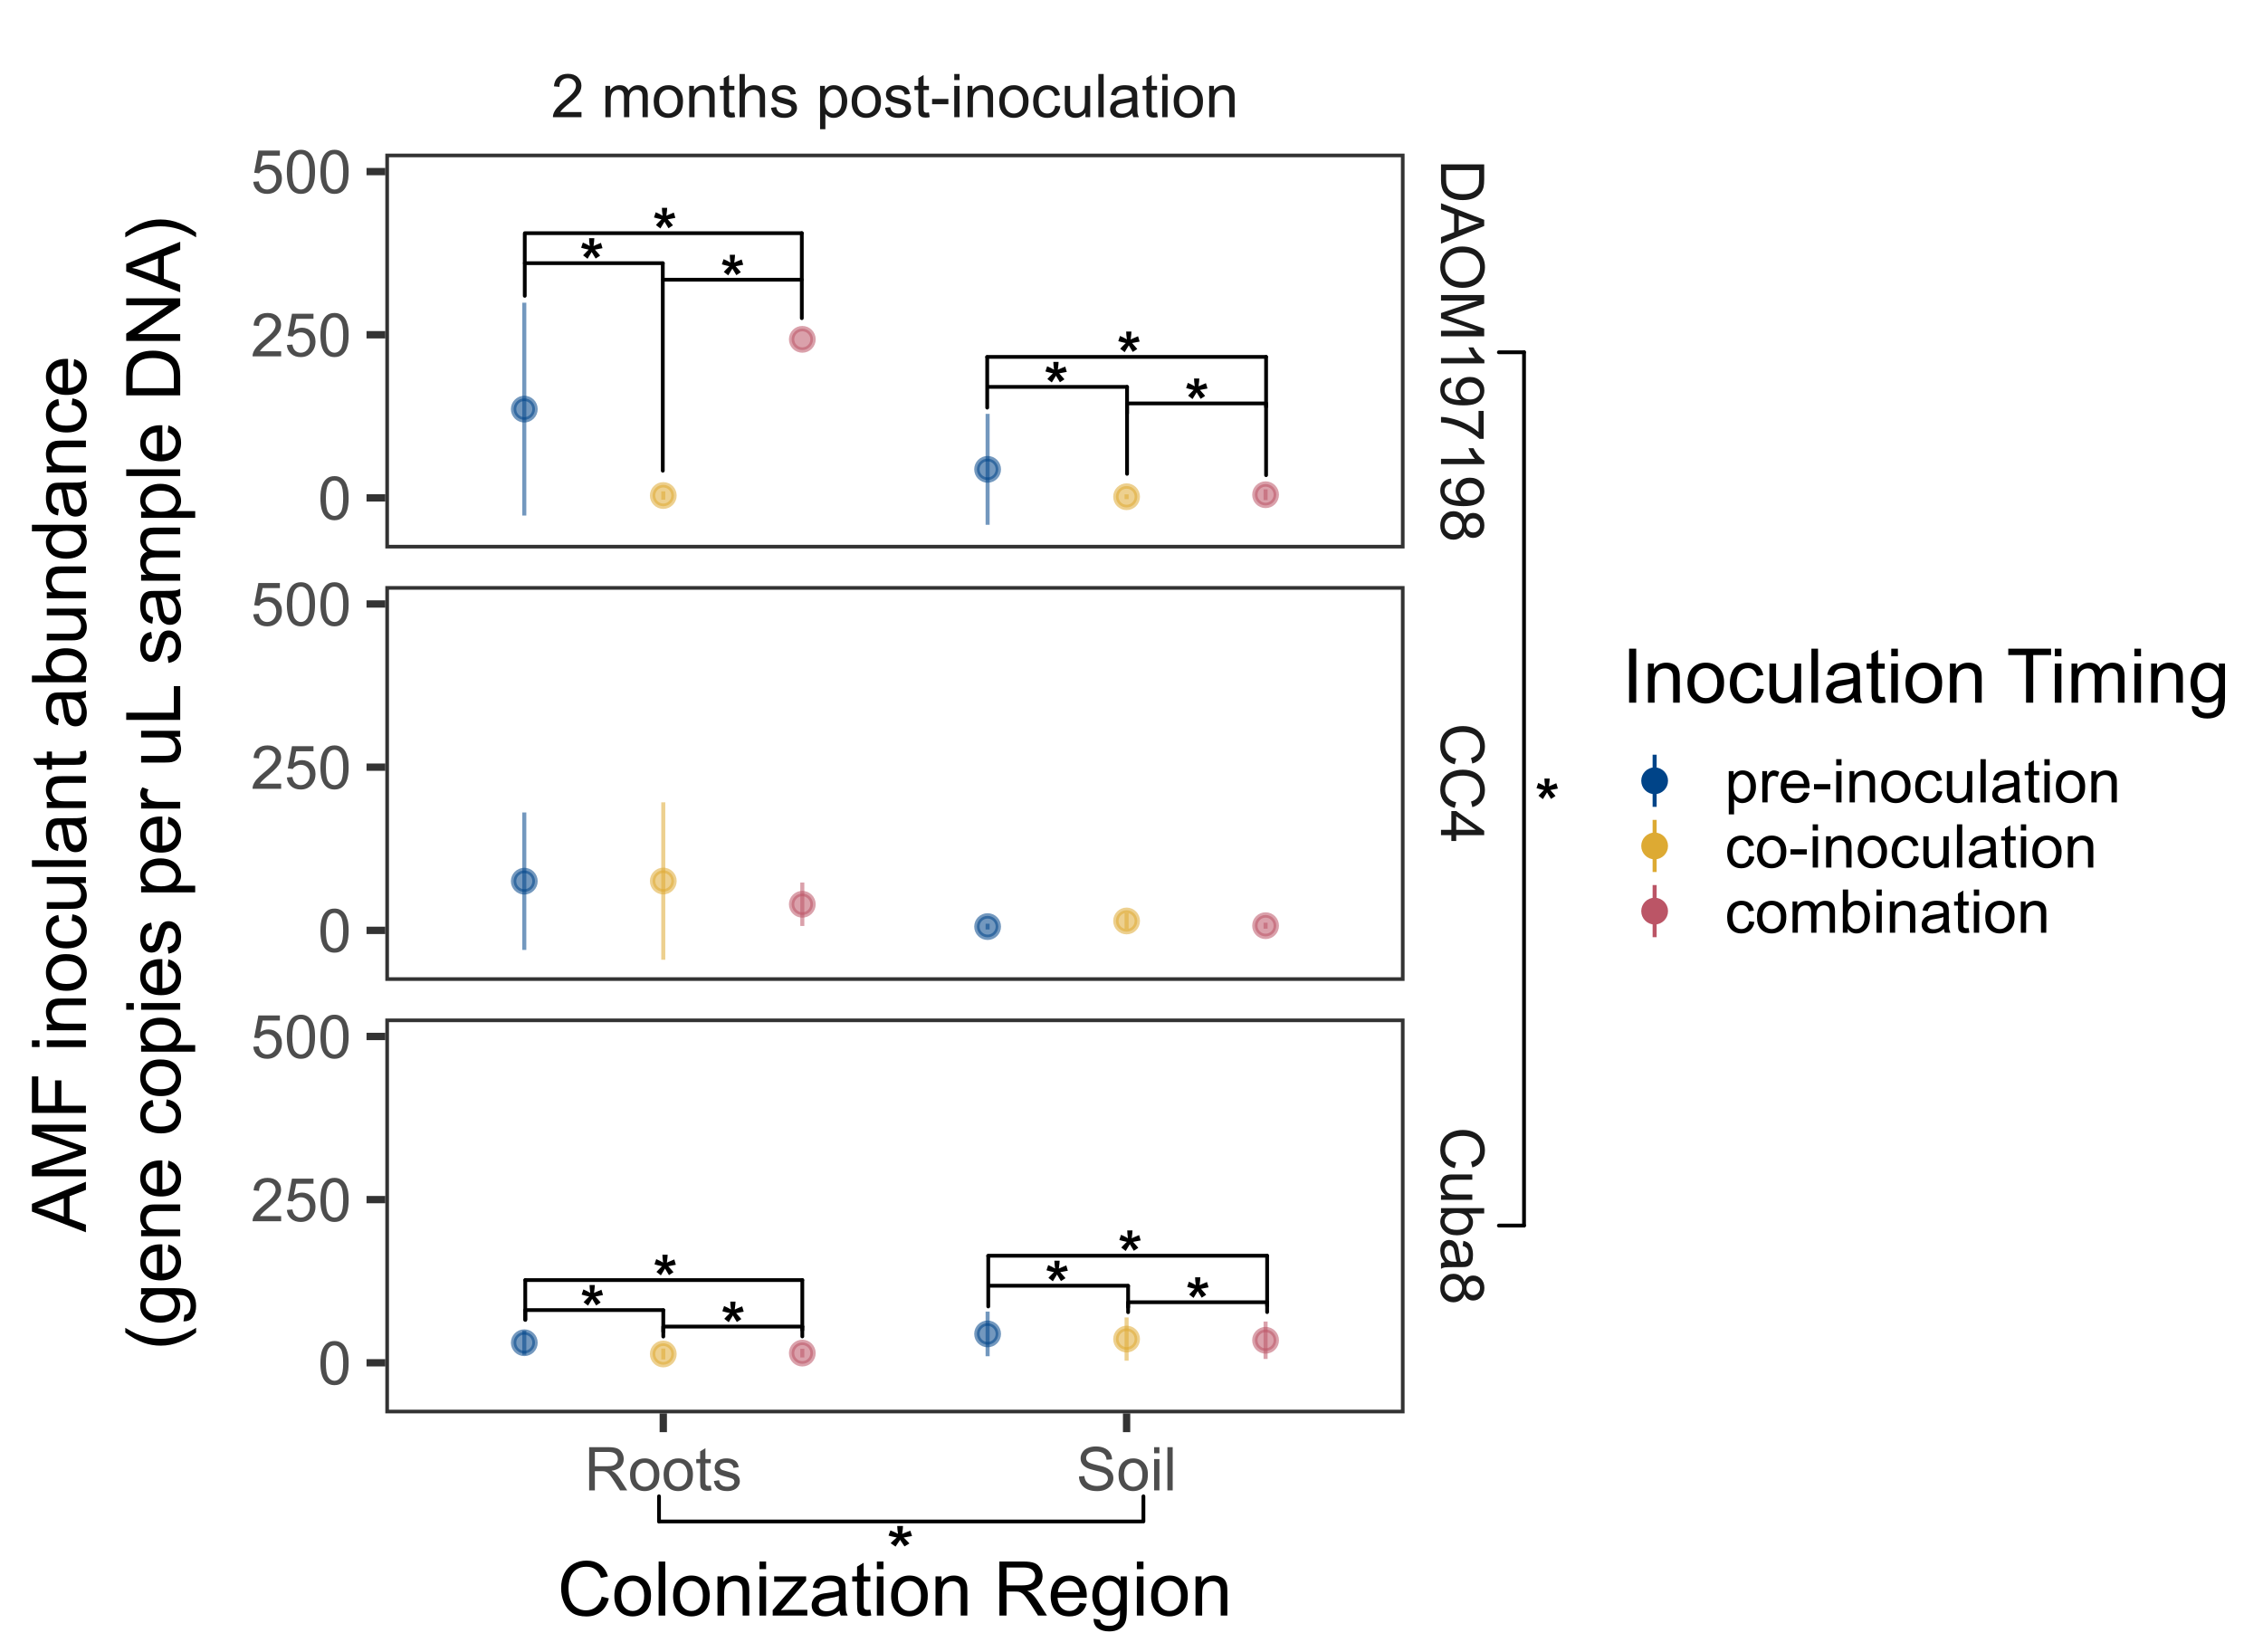 2 months post-inoculation
AMF inoculant abundance
(gene copies per uL sample DNA)
500
250
0
* * *
* * *
DAOM197198
500
250
0
CC4
*
500
250
0
* * *
* * *
Cuba8
Roots Soil
*
Colonization Region
Inoculation Timing
pre-inoculation
co-inoculation
combination